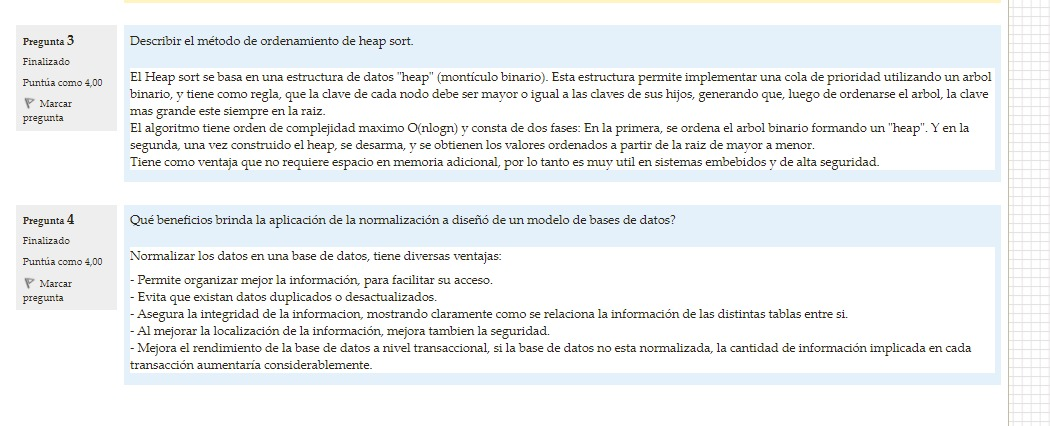 Pregunta 3
Finalizado
Puntúa como 4,00
Marcar
pregunta
Describir el método de ordenamiento de heap sort.
El Heap sort se basa en una estructura de datos "heap" (montículo binario). Esta estructura permite implementar una cola de prioridad utilizando un arbol
binario, y tiene como regla, que la clave de cada nodo debe ser mayor o igual a las claves de sus hijos, generando que, luego de ordenarse el arbol, la clave
mas grande este siempre en la raiz.
El algoritmo tiene orden de complejidad maximo O(nlogn) y consta de dos fases: En la primera, se ordena el arbol binario formando un "heap". Y en la
segunda, una vez construido el heap, se desarma, y se obtienen los valores ordenados a partir de la raiz de mayor a menor.
Tiene como ventaja que no requiere espacio en memoria adicional, por lo tanto es muy util en sistemas embebidos y de alta seguridad.
Pregunta 4
Finalizado
Puntúa como 4,00
Marcar
pregunta
Qué beneficios brinda la aplicación de la normalización a diseñó de un modelo de bases de datos?
Normalizar los datos en una base de datos, tiene diversas ventajas:
- Permite organizar mejor la información, para facilitar su acceso.
- Evita que existan datos duplicados o desactualizados.
- Asegura la integridad de la informacion, mostrando claramente como se relaciona la información de las distintas tablas entre si.
- Al mejorar la localización de la información, mejora tambien la seguridad.
- Mejora el rendimiento de la base de datos a nivel transaccional, si la base de datos no esta normalizada, la cantidad de información implicada en cada
transacción aumentaría considerablemente.